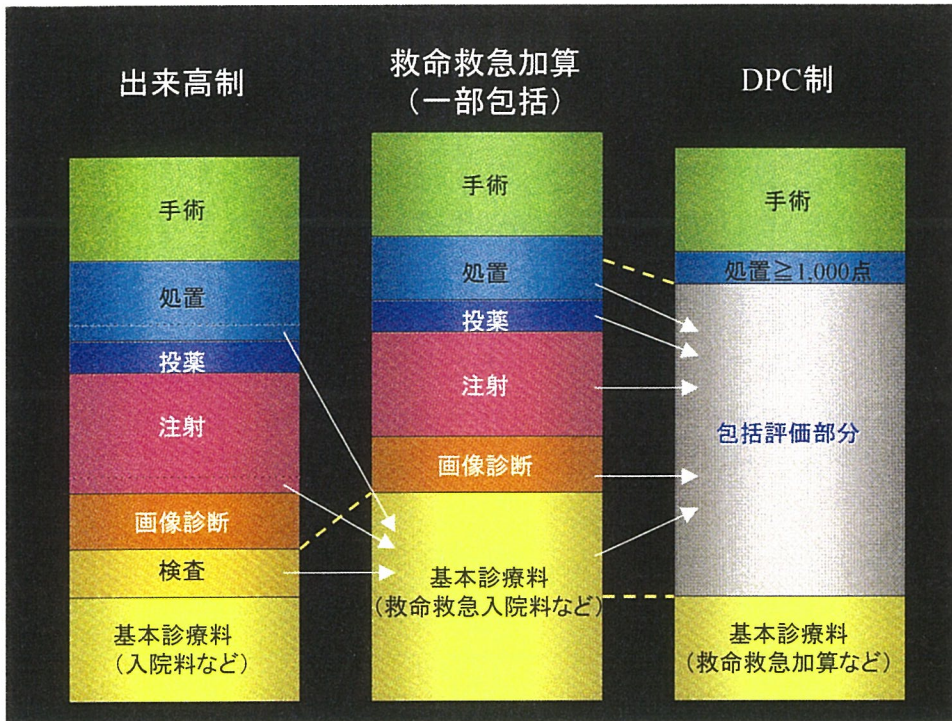 出来高制
手術
処置
投薬
注射
画像診断
検査
基本診療料
(入院料など)
救命救急加算
(一部包括)
手術
処置
投薬
注射
画像診断
基本診療料
(救命救急入院料など)
DPC制
手術
処置≧1,000点
包括評価部分
基本診療料
(救命救急加算など)